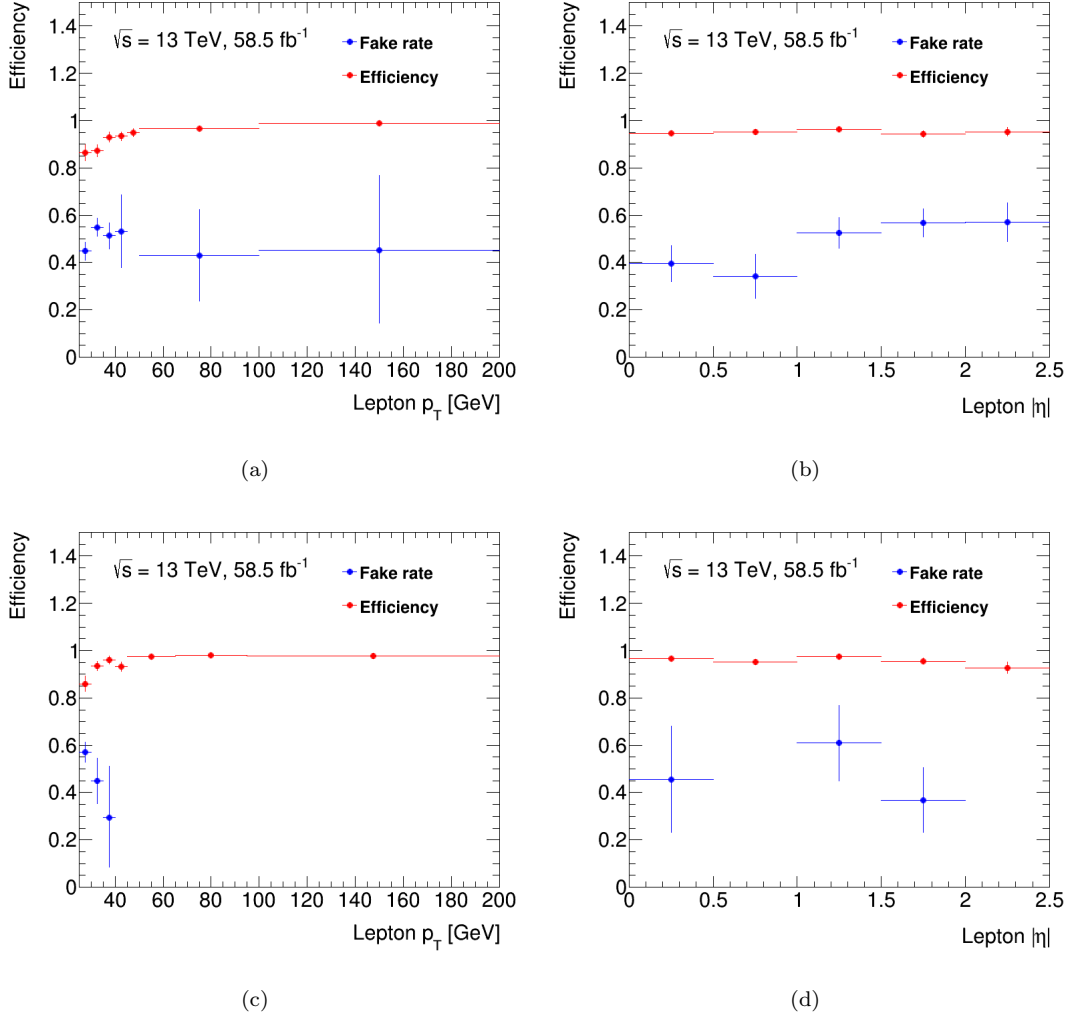 Efficiency
1.4
1.2
1
0.8
0.6
0.4
0.2
0
√s = 13 TeV, 58.5 fb⁻¹
Fake rate
Efficiency
40 60 80 100 120 140 160 180 200
Lepton p_T [GeV]
(a)
Efficiency
1.4
1.2
1
0.8
0.6
0.4
0.2
0
√s = 13 TeV, 58.5 fb⁻¹
Fake rate
Efficiency
0 0.5 1 1.5 2 2.5
Lepton |η|
(b)
Efficiency
1.4
1.2
1
0.8
0.6
0.4
0.2
0
√s = 13 TeV, 58.5 fb⁻¹
Fake rate
Efficiency
40 60 80 100 120 140 160 180 200
Lepton p_T [GeV]
(c)
Efficiency
1.4
1.2
1
0.8
0.6
0.4
0.2
0
√s = 13 TeV, 58.5 fb⁻¹
Fake rate
Efficiency
0 0.5 1 1.5 2 2.5
Lepton |η|
(d)